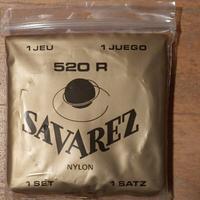 1 JEU 1 JUEGO
520 R
SAVAREZ
NYLON
1 SET 1 SATZ